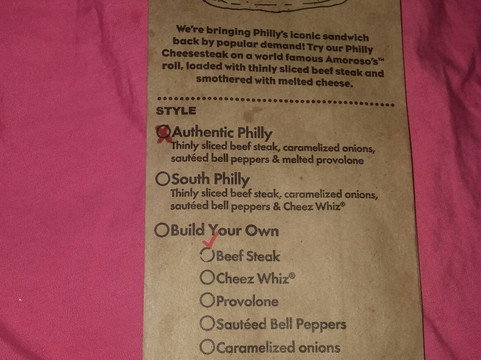 We're bringing Philly's iconic sandwich
back by popular demand! Try our Philly
Cheesesteak on a world famous Amoroso's™
roll, loaded with thinly sliced beef steak and
smothered with melted cheese.
STYLE
Authentic Philly
Thinly sliced beef steak, caramelized onions,
sautéed bell peppers & melted provolone
South Philly
Thinly sliced beef steak, caramelized onions,
sautéed bell peppers & Cheez Whiz®
Build Your Own
Beef Steak
Cheez Whiz®
Provolone
Sautéed Bell Peppers
Caramelized onions